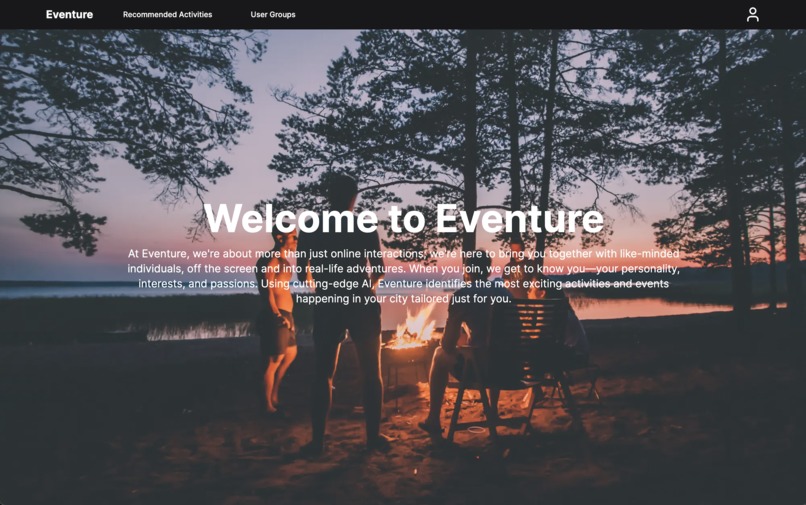 Eventure
Recommended Activities
User Groups
Welcome to Eventure
At Eventure, we're about more than just online interactions; we're here to bring you together with like-minded
individuals, off the screen and into real-life adventures. When you join, we get to know you—your personality,
interests, and passions. Using cutting-edge AI, Eventure identifies the most exciting activities and events
happening in your city tailored just for you.